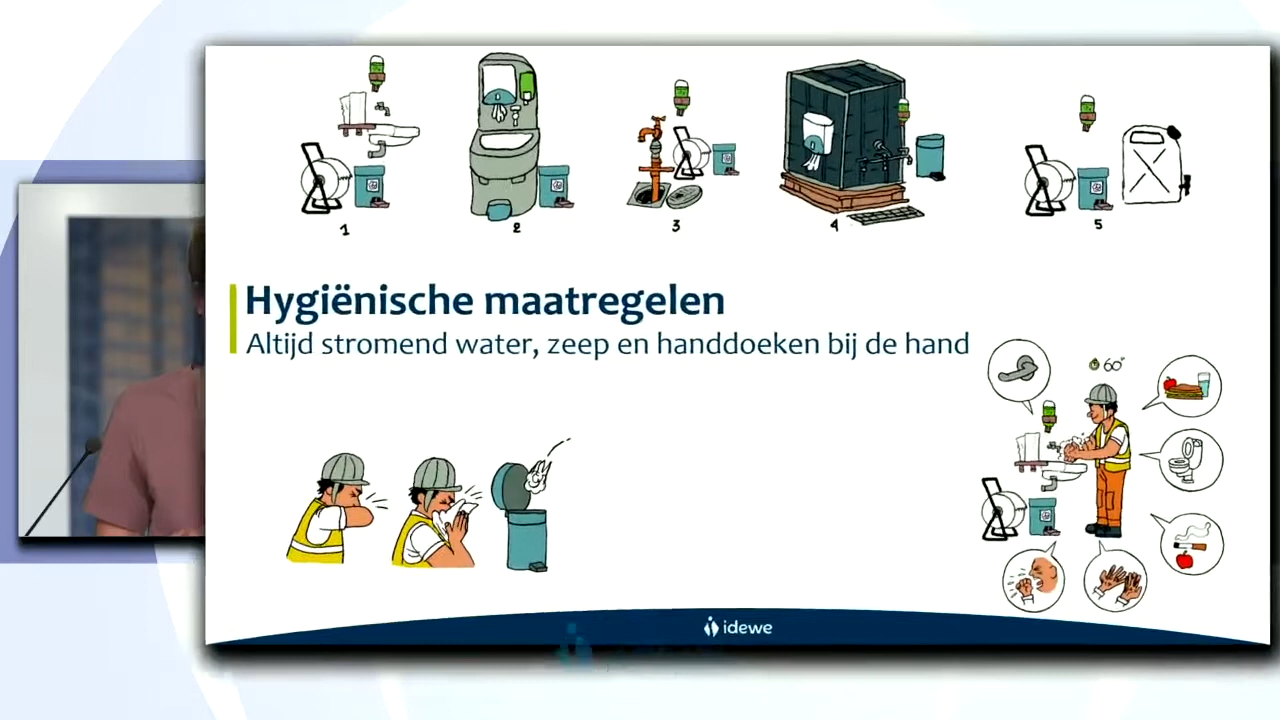 1
2
3
4
5
Hygiënische maatregelen
Altijd stromend water, zeep en handdoeken bij de hand
60"
idewe